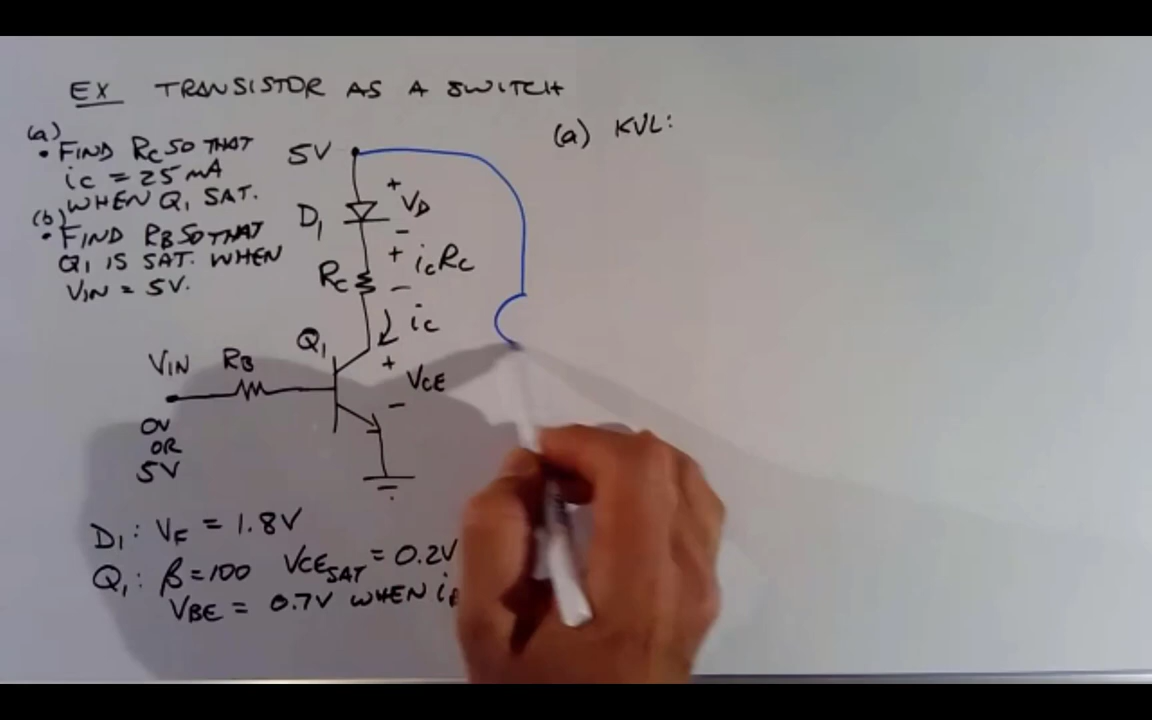 EX TRANSISTOR AS A SWITCH
(a)
• FIND RC SO THAT
ic = 25 mA
WHEN Q1 SAT.
(b)
• FIND RB SO THAT
Q1 IS SAT. WHEN
VIN = 5V.
(a) KVL:
5V
+
D1 VD
-
+
RC icRc
-
ic
Q1
+
VCE
-
VIN RB
0V
OR
5V
D1: VF = 1.8V
Q1: β = 100 VCESAT = 0.2V
VBE = 0.7V WHEN